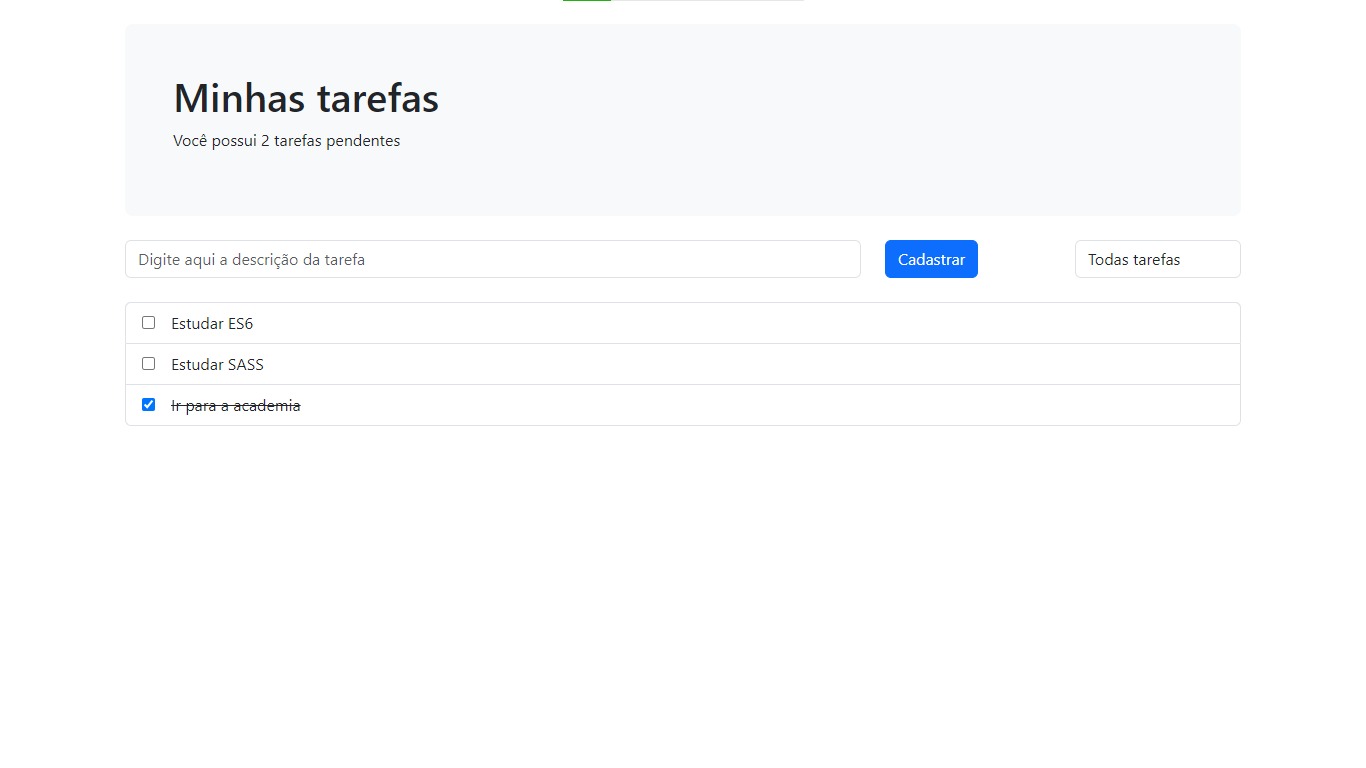 Minhas tarefas
Você possui 2 tarefas pendentes
Digite aqui a descrição da tarefa
Cadastrar
Todas tarefas
Estudar ES6
Estudar SASS
Ir para a academia